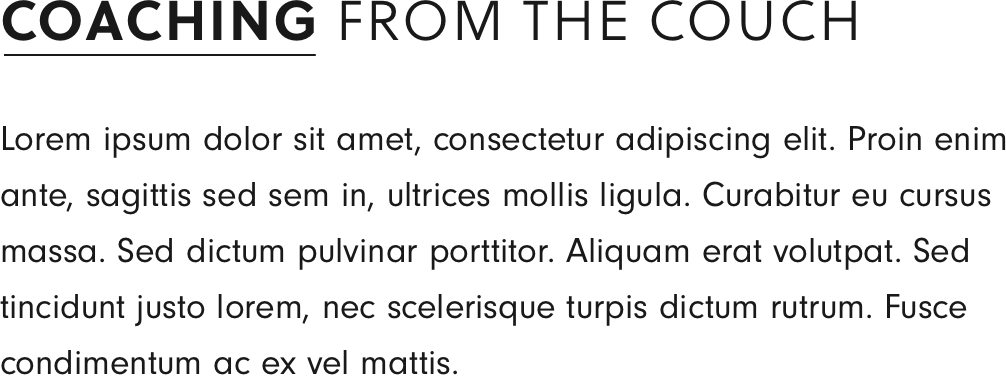 COACHING FROM THE COUCH
Lorem ipsum dolor sit amet, consectetur adipiscing elit. Proin enim
ante, sagittis sed sem in, ultrices mollis ligula. Curabitur eu cursus
massa. Sed dictum pulvinar porttitor. Aliquam erat volutpat. Sed
tincidunt justo lorem, nec scelerisque turpis dictum rutrum. Fusce
condimentum ac ex vel mattis.